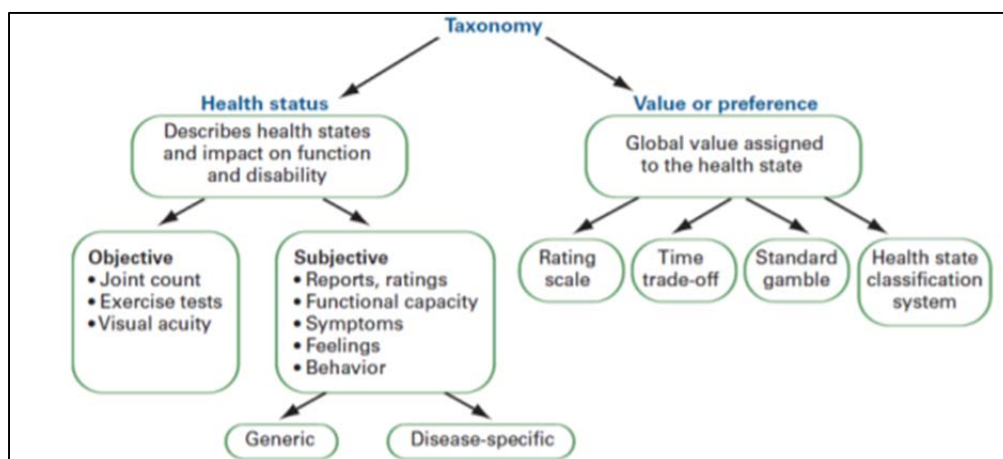 Taxonomy
Health status
Describes health states
and impact on function
and disability
Value or preference
Global value assigned
to the health state
Objective
• Joint count
• Exercise tests
• Visual acuity
Subjective
• Reports, ratings
• Functional capacity
• Symptoms
• Feelings
• Behavior
Rating
scale
Time
trade-off
Standard
gamble
Health state
classification
system
Generic
Disease-specific